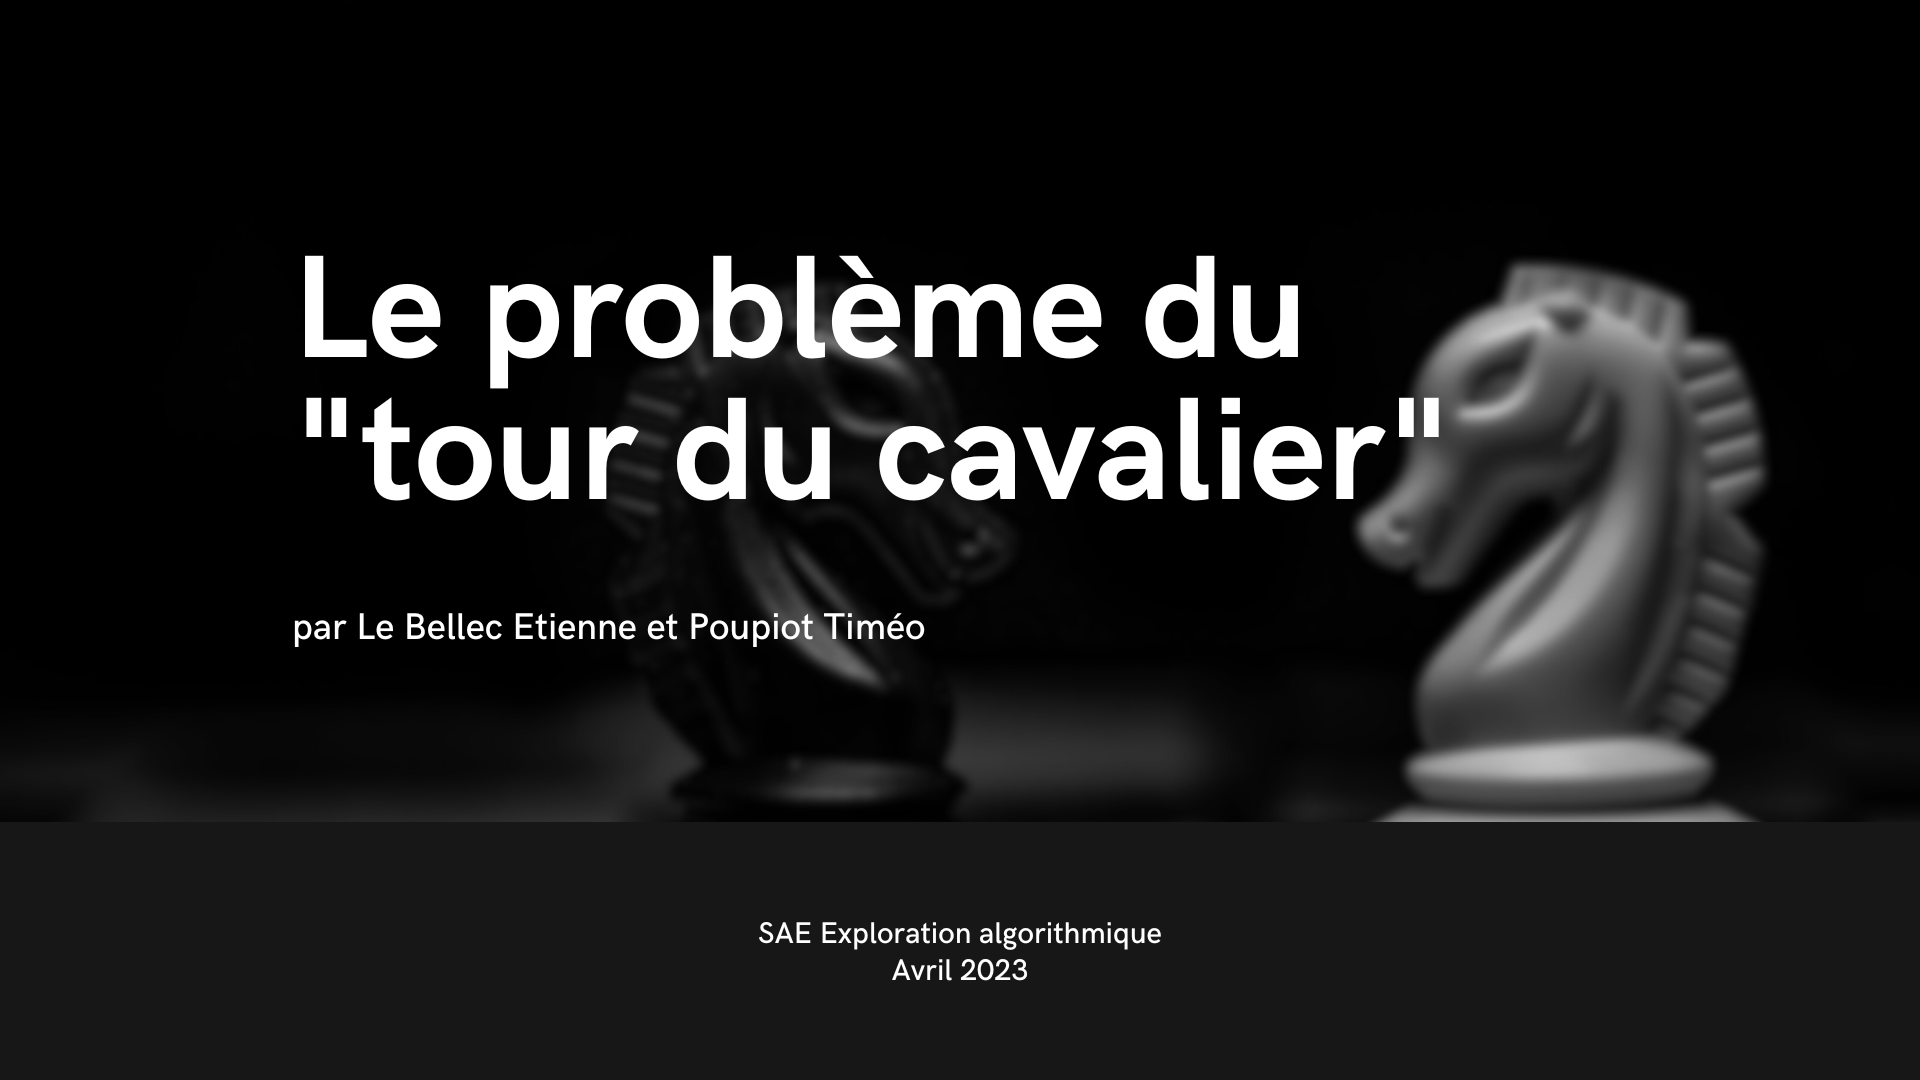 Le problème du
"tour du cavalier"
par Le Bellec Etienne et Poupiot Timéo
SAE Exploration algorithmique
Avril 2023